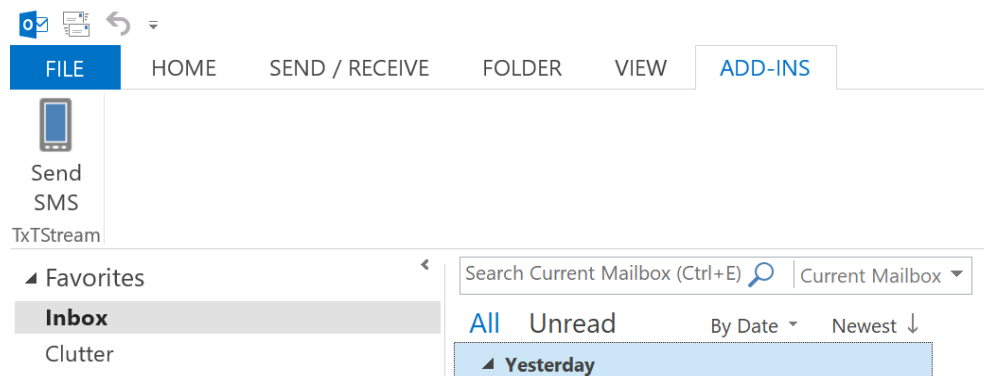 FILE HOME SEND / RECEIVE FOLDER VIEW ADD-INS
Send
SMS
TxTStream
Favorites
Inbox
Clutter
Search Current Mailbox (Ctrl+E) Current Mailbox
All Unread By Date Newest
Yesterday